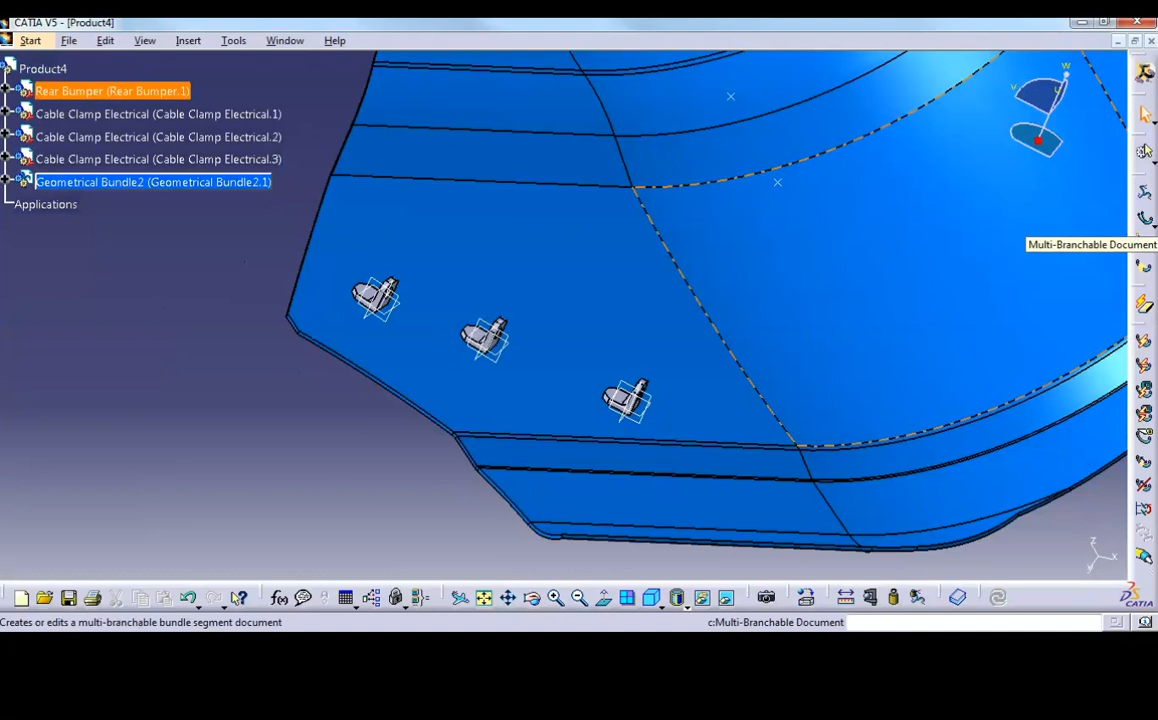 CATIA V5 - [Product4]
Start File Edit View Insert Tools Window Help
Product4
Rear Bumper (Rear Bumper.1)
Cable Clamp Electrical (Cable Clamp Electrical.1)
Cable Clamp Electrical (Cable Clamp Electrical.2)
Cable Clamp Electrical (Cable Clamp Electrical.3)
Geometrical Bundle2 (Geometrical Bundle2.1)
Applications
w
v
u
Multi-Branchable Document
z
x
y
f(x)
DS
CATIA
Creates or edits a multi-branchable bundle segment document
c:Multi-Branchable Document